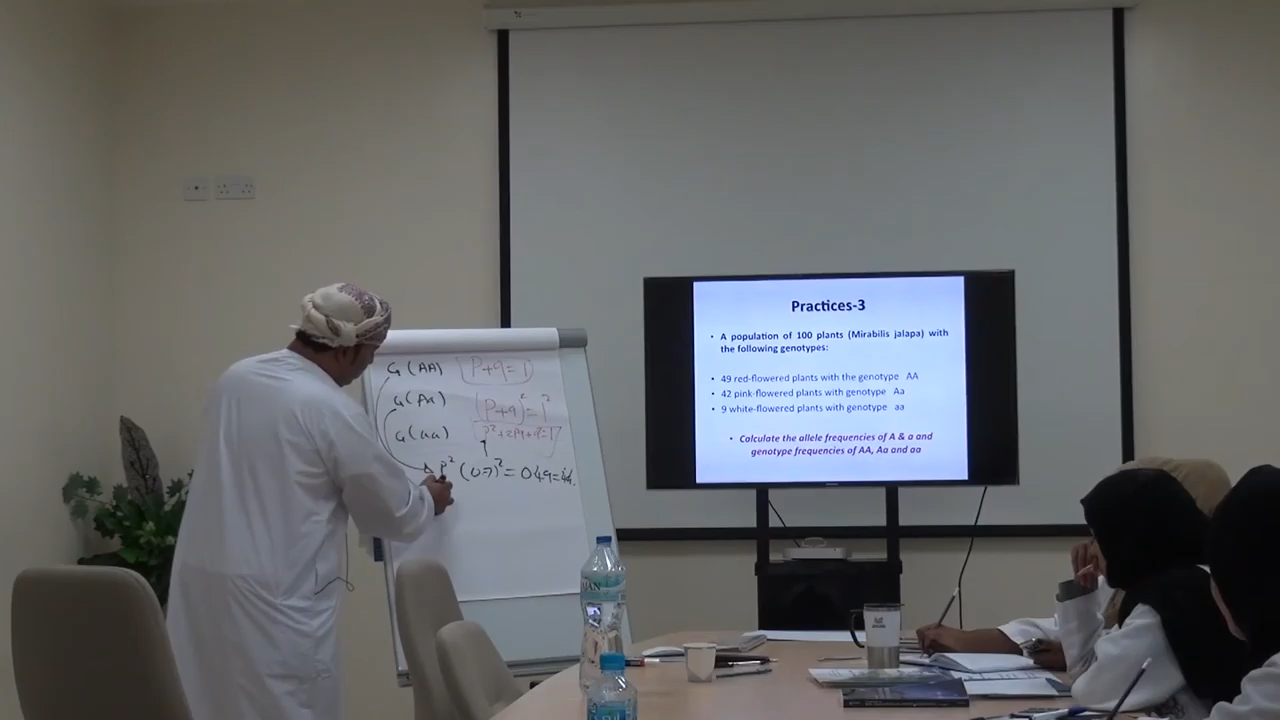 G(AA) P+q=1
G(Aa) (P+q)²=1²
G(aa) P²+2Pq+q²=1
P² (0.7)²=0.49=
Practices-3
• A population of 100 plants (Mirabilis jalapa) with
the following genotypes:
• 49 red-flowered plants with the genotype AA
• 42 pink-flowered plants with genotype Aa
• 9 white-flowered plants with genotype aa
• Calculate the allele frequencies of A & a and
genotype frequencies of AA, Aa and aa